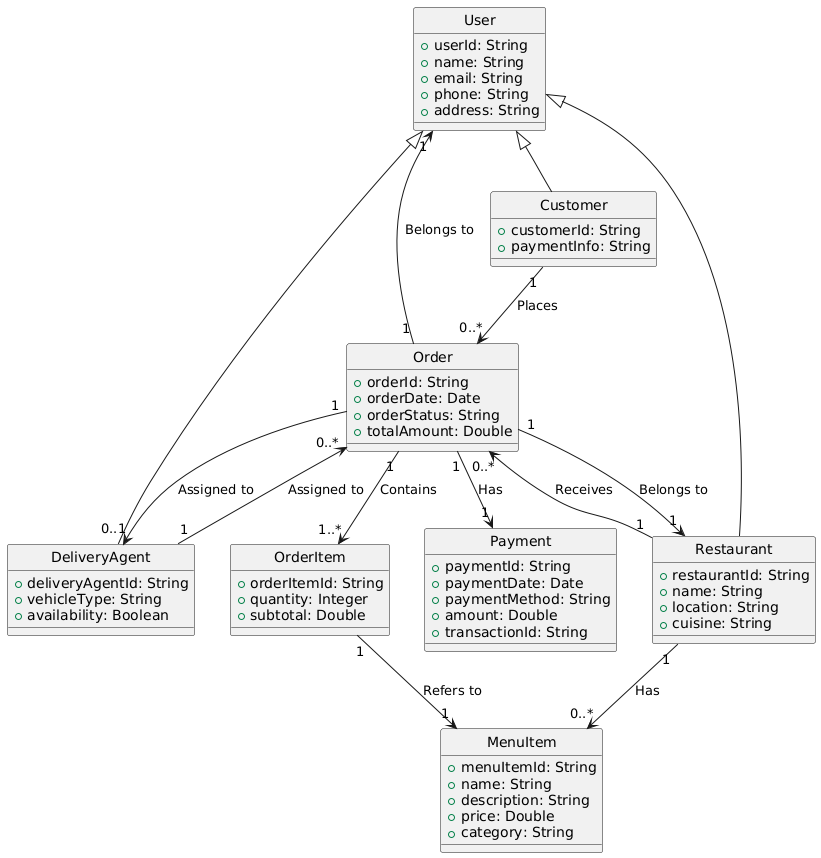 User
userId: String
name: String
email: String
phone: String
address: String
1
Belongs to
1
Customer
customerId: String
paymentInfo: String
1
Places
0..*
Order
orderId: String
orderDate: Date
orderStatus: String
totalAmount: Double
1
0..*
1
1
0..*
1
Assigned to
Assigned to
Contains
Has
Receives
Belongs to
0..1
1
1..*
1
1
1
DeliveryAgent
deliveryAgentId: String
vehicleType: String
availability: Boolean
OrderItem
orderItemId: String
quantity: Integer
subtotal: Double
Payment
paymentId: String
paymentDate: Date
paymentMethod: String
amount: Double
transactionId: String
Restaurant
restaurantId: String
name: String
location: String
cuisine: String
1
Refers to
1
1
Has
0..*
MenuItem
menuItemId: String
name: String
description: String
price: Double
category: String